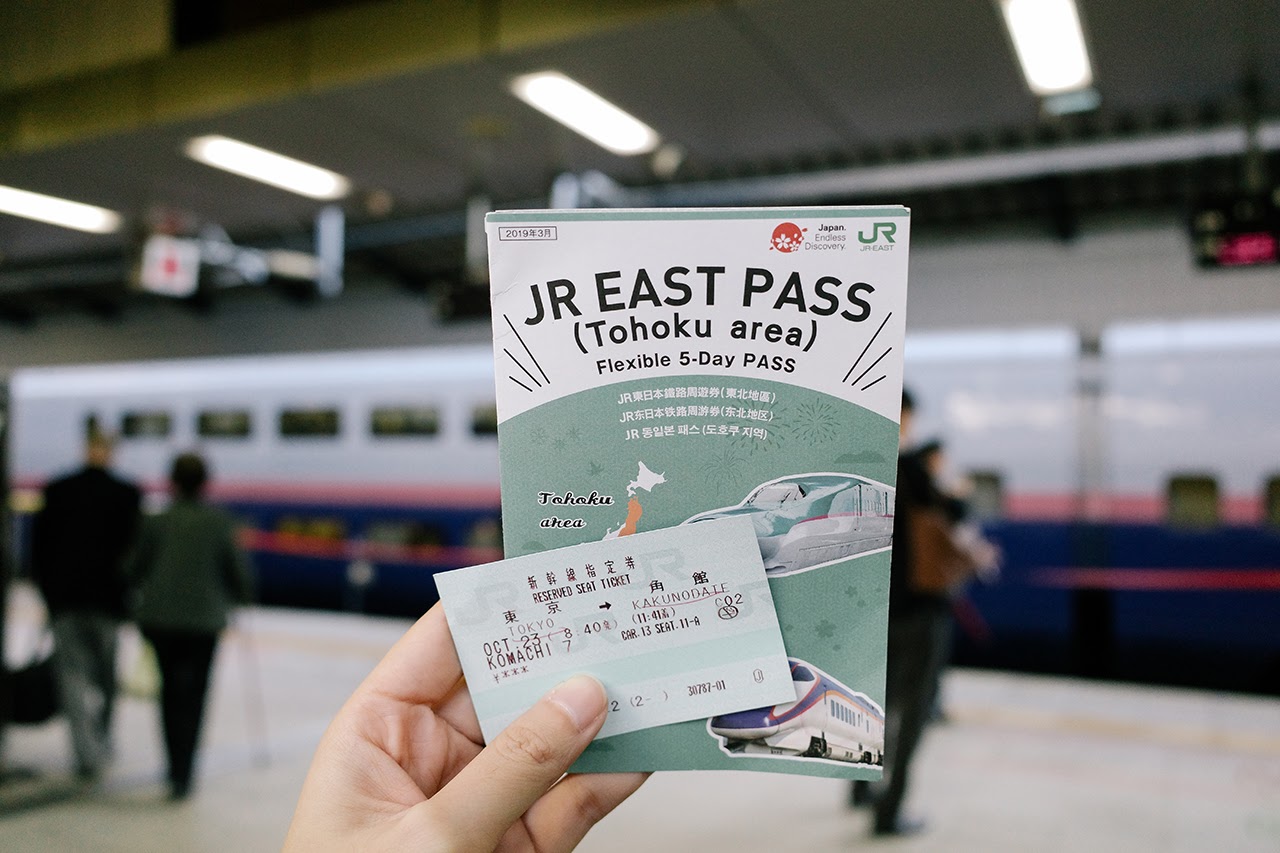 2019年3月
Japan.
Endless
Discovery.
JR
JR-EAST
JR EAST PASS
(Tohoku area)
Flexible 5-Day PASS
JR東日本鐵路周遊券(東北地區)
JR东日本铁路周游券(东北地区)
JR 동일본 패스 (도호쿠 지역)
Tohoku
area
新幹線指定券
RESERVED SEAT TICKET
東京 → 角館
TOKYO KAKUNODATE C02
OCT.23 ( 8:40発) (11:41着) CAR.13 SEAT.11-A
KOMACHI 7
¥****
2 (2- ) 30787-01